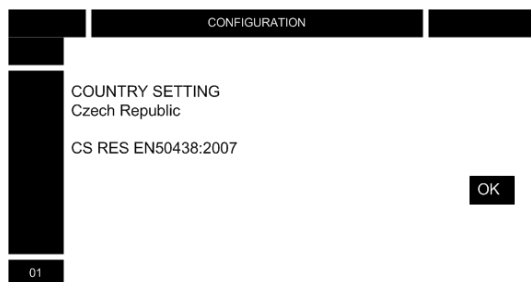 CONFIGURATION
COUNTRY SETTING
Czech Republic
CS RES EN50438:2007
OK
01